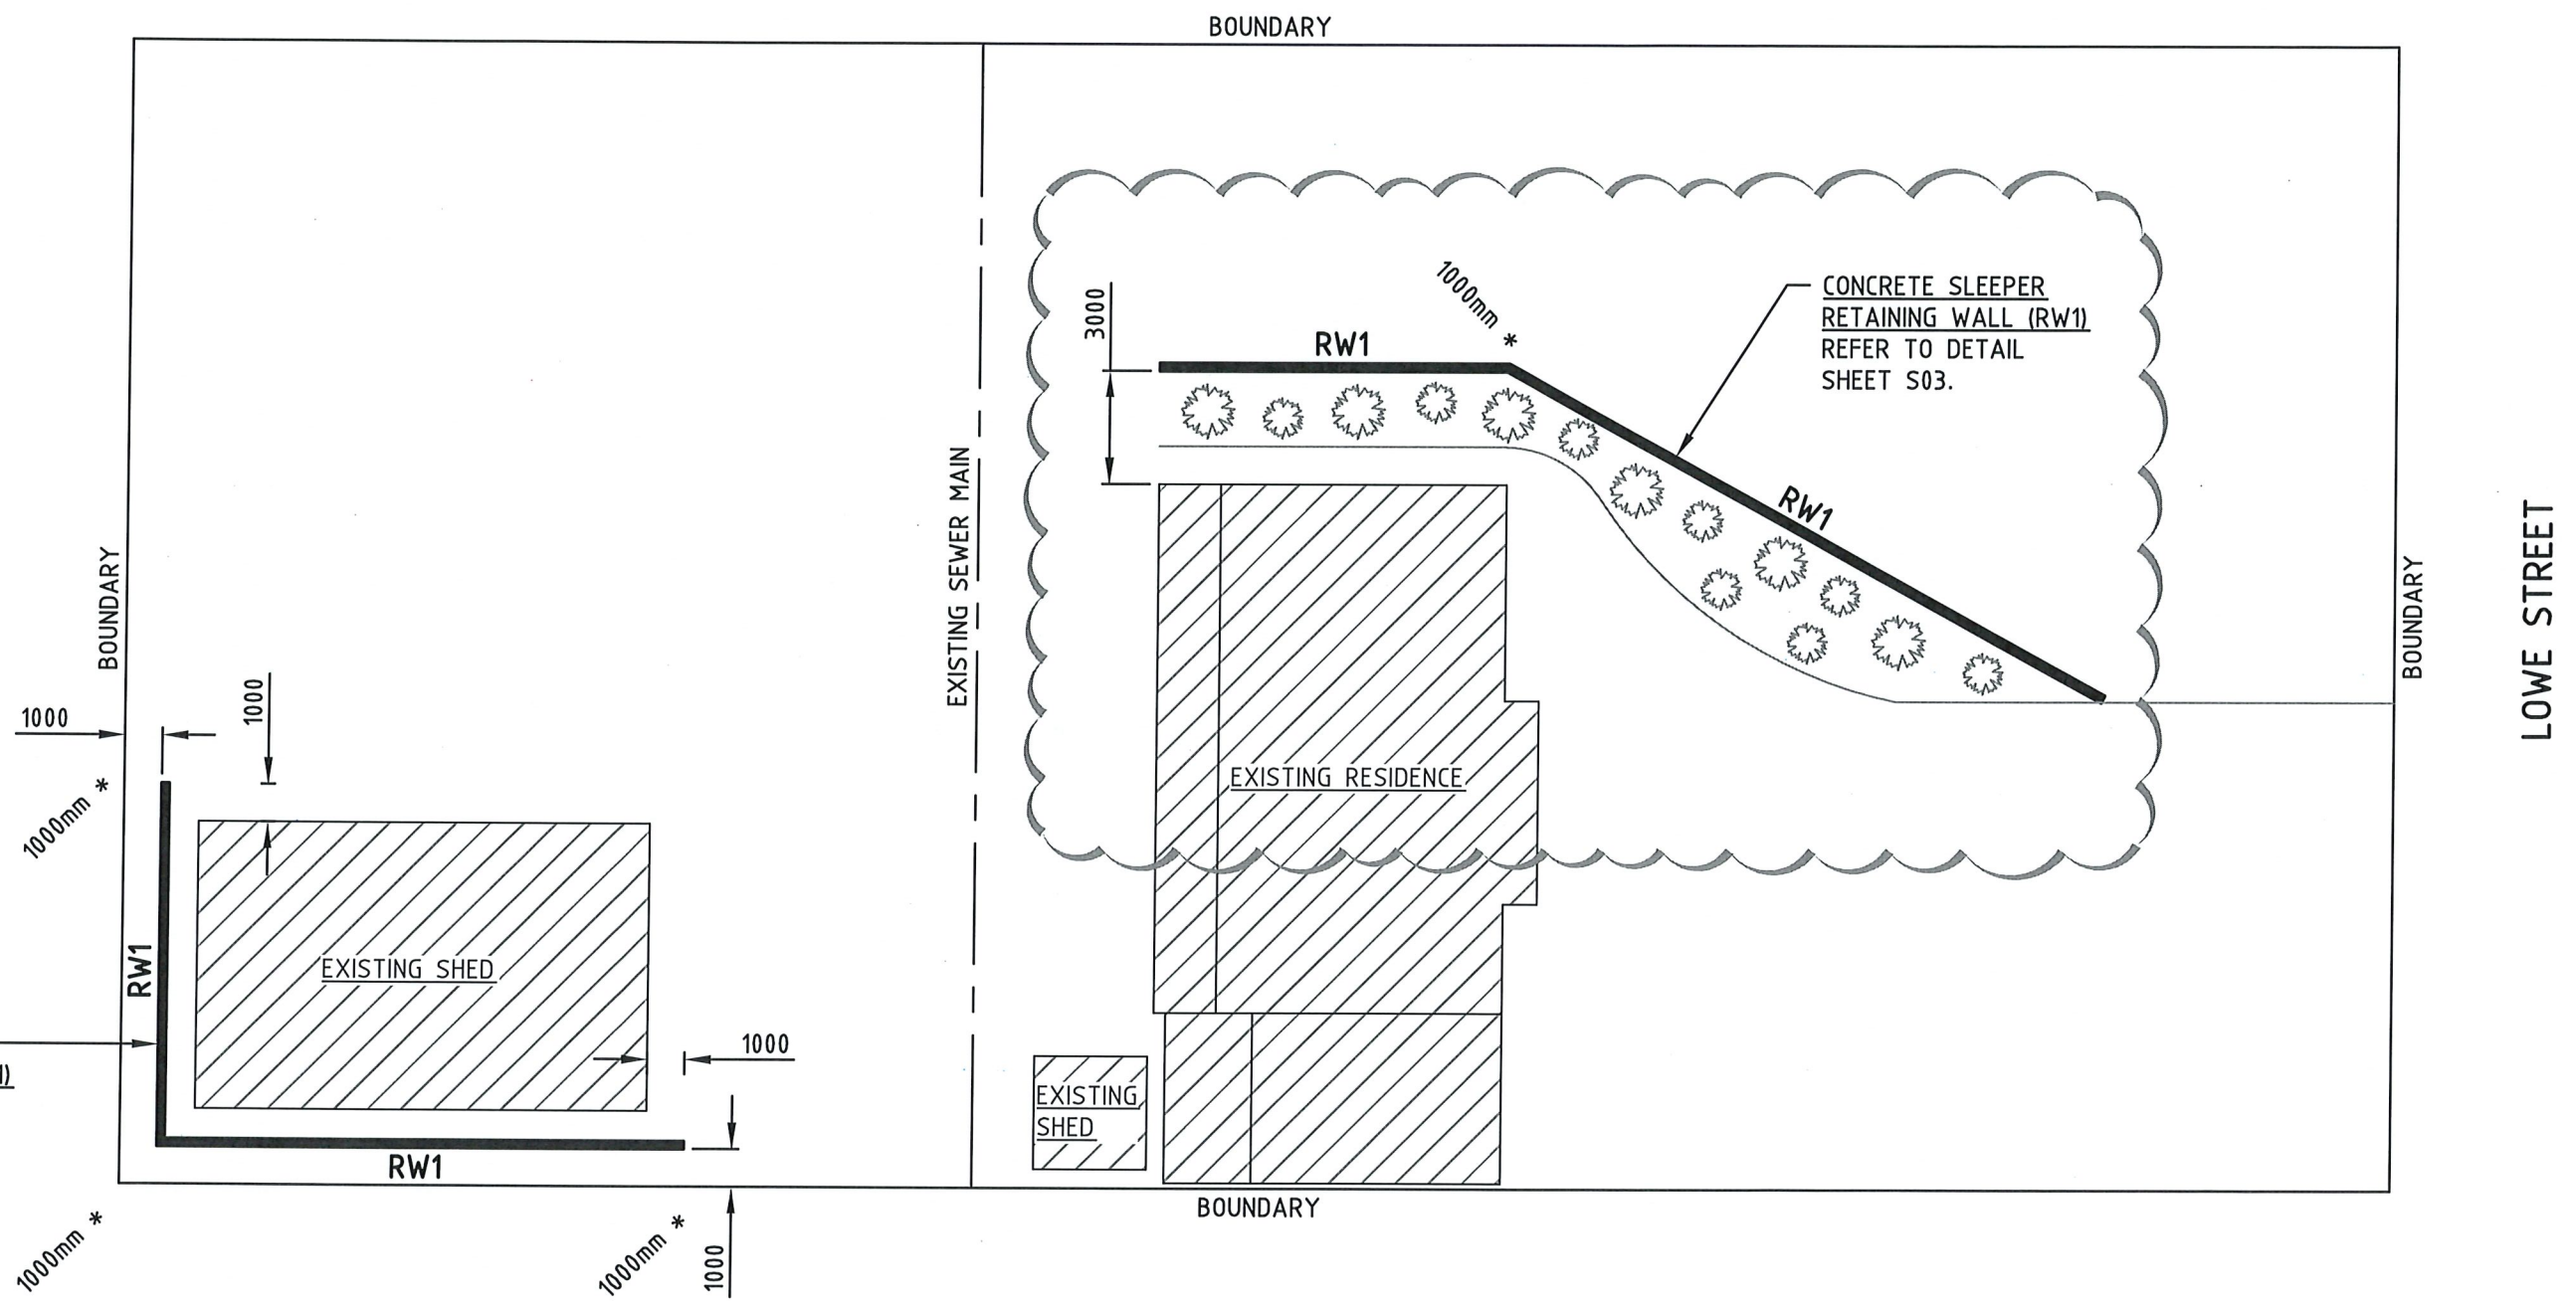 BOUNDARY
3000
1000mm *
RW1
CONCRETE SLEEPER
RETAINING WALL (RW1)
REFER TO DETAIL
SHEET S03.
RW1
EXISTING SEWER MAIN
BOUNDARY
BOUNDARY
LOWE STREET
1000
1000
1000mm *
EXISTING RESIDENCE
RW1
EXISTING SHED
1000
EXISTING
SHED
RW1
BOUNDARY
1000mm *
1000mm *
1000